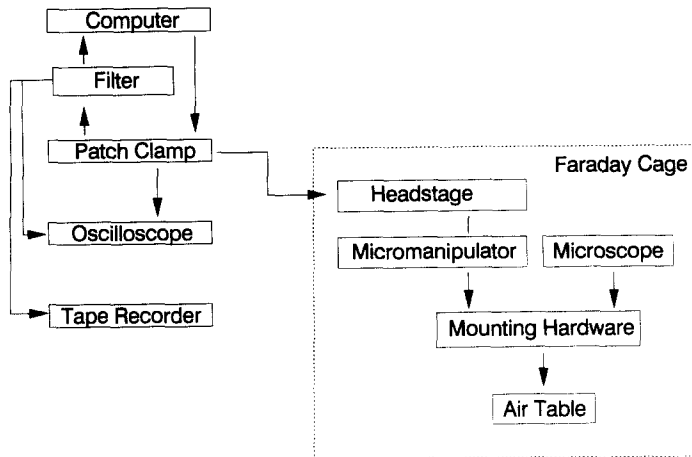 Computer
Filter
Patch Clamp
Oscilloscope
Tape Recorder
Faraday Cage
Headstage
Micromanipulator
Microscope
Mounting Hardware
Air Table